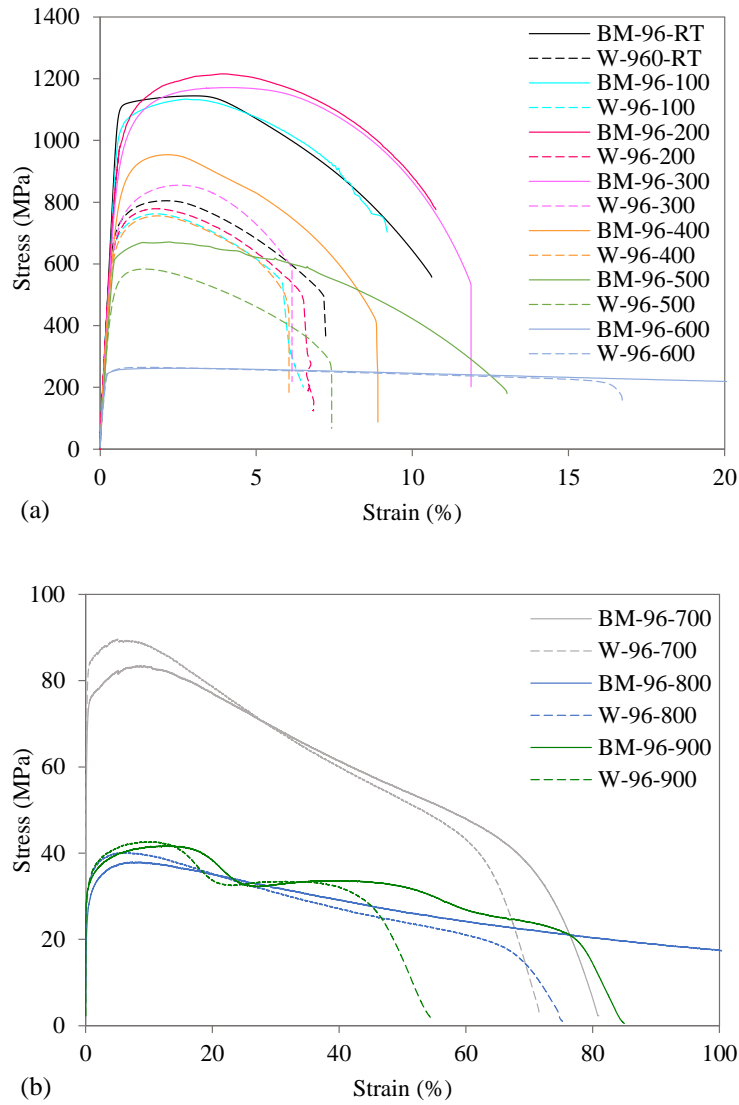 1400
1200
1000
800
600
400
200
0
Stress (MPa)
0 5 10 15 20
Strain (%)
BM-96-RT
W-960-RT
BM-96-100
W-96-100
BM-96-200
W-96-200
BM-96-300
W-96-300
BM-96-400
W-96-400
BM-96-500
W-96-500
BM-96-600
W-96-600
(a)
100
80
60
40
20
0
Stress (MPa)
0 20 40 60 80 100
Strain (%)
BM-96-700
W-96-700
BM-96-800
W-96-800
BM-96-900
W-96-900
(b)